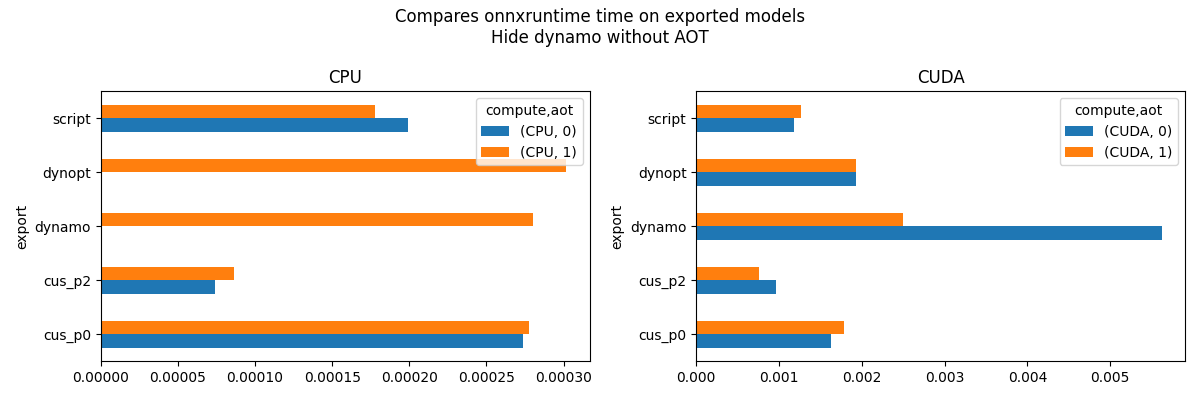 Compares onnxruntime time on exported models
Hide dynamo without AOT
CPU
export
script
dynopt
dynamo
cus_p2
cus_p0
compute,aot
(CPU, 0)
(CPU, 1)
0.00000 0.00005 0.00010 0.00015 0.00020 0.00025 0.00030
CUDA
export
script
dynopt
dynamo
cus_p2
cus_p0
compute,aot
(CUDA, 0)
(CUDA, 1)
0.000 0.001 0.002 0.003 0.004 0.005